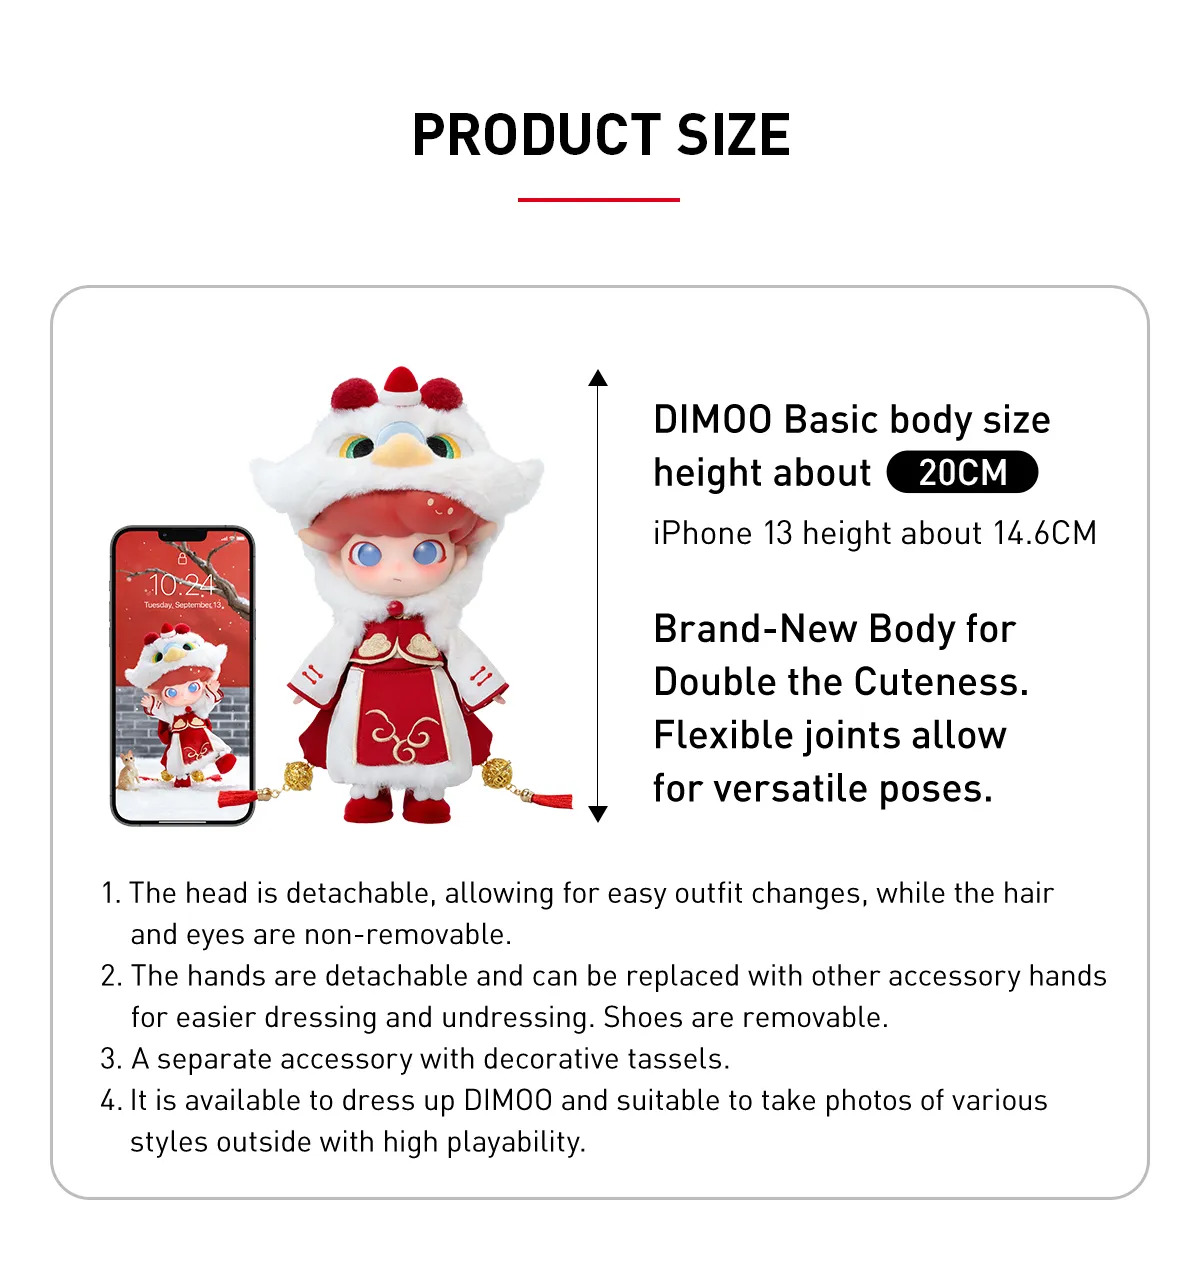 PRODUCT SIZE
DIMOO Basic body size
height about 20CM
iPhone 13 height about 14.6CM
10:24
Tuesday, September 13
Brand-New Body for
Double the Cuteness.
Flexible joints allow
for versatile poses.
1. The head is detachable, allowing for easy outfit changes, while the hair
and eyes are non-removable.
2. The hands are detachable and can be replaced with other accessory hands
for easier dressing and undressing. Shoes are removable.
3. A separate accessory with decorative tassels.
4. It is available to dress up DIMOO and suitable to take photos of various
styles outside with high playability.